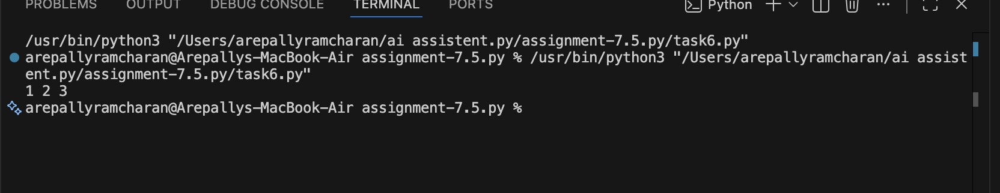 PROBLEMS OUTPUT DEBUG CONSOLE TERMINAL PORTS Python
/usr/bin/python3 "/Users/arepallyramcharan/ai assistent.py/assignment-7.5.py/task6.py"
arepallyramcharan@Arepallys-MacBook-Air assignment-7.5.py % /usr/bin/python3 "/Users/arepallyramcharan/ai assist
ent.py/assignment-7.5.py/task6.py"
1 2 3
arepallyramcharan@Arepallys-MacBook-Air assignment-7.5.py %